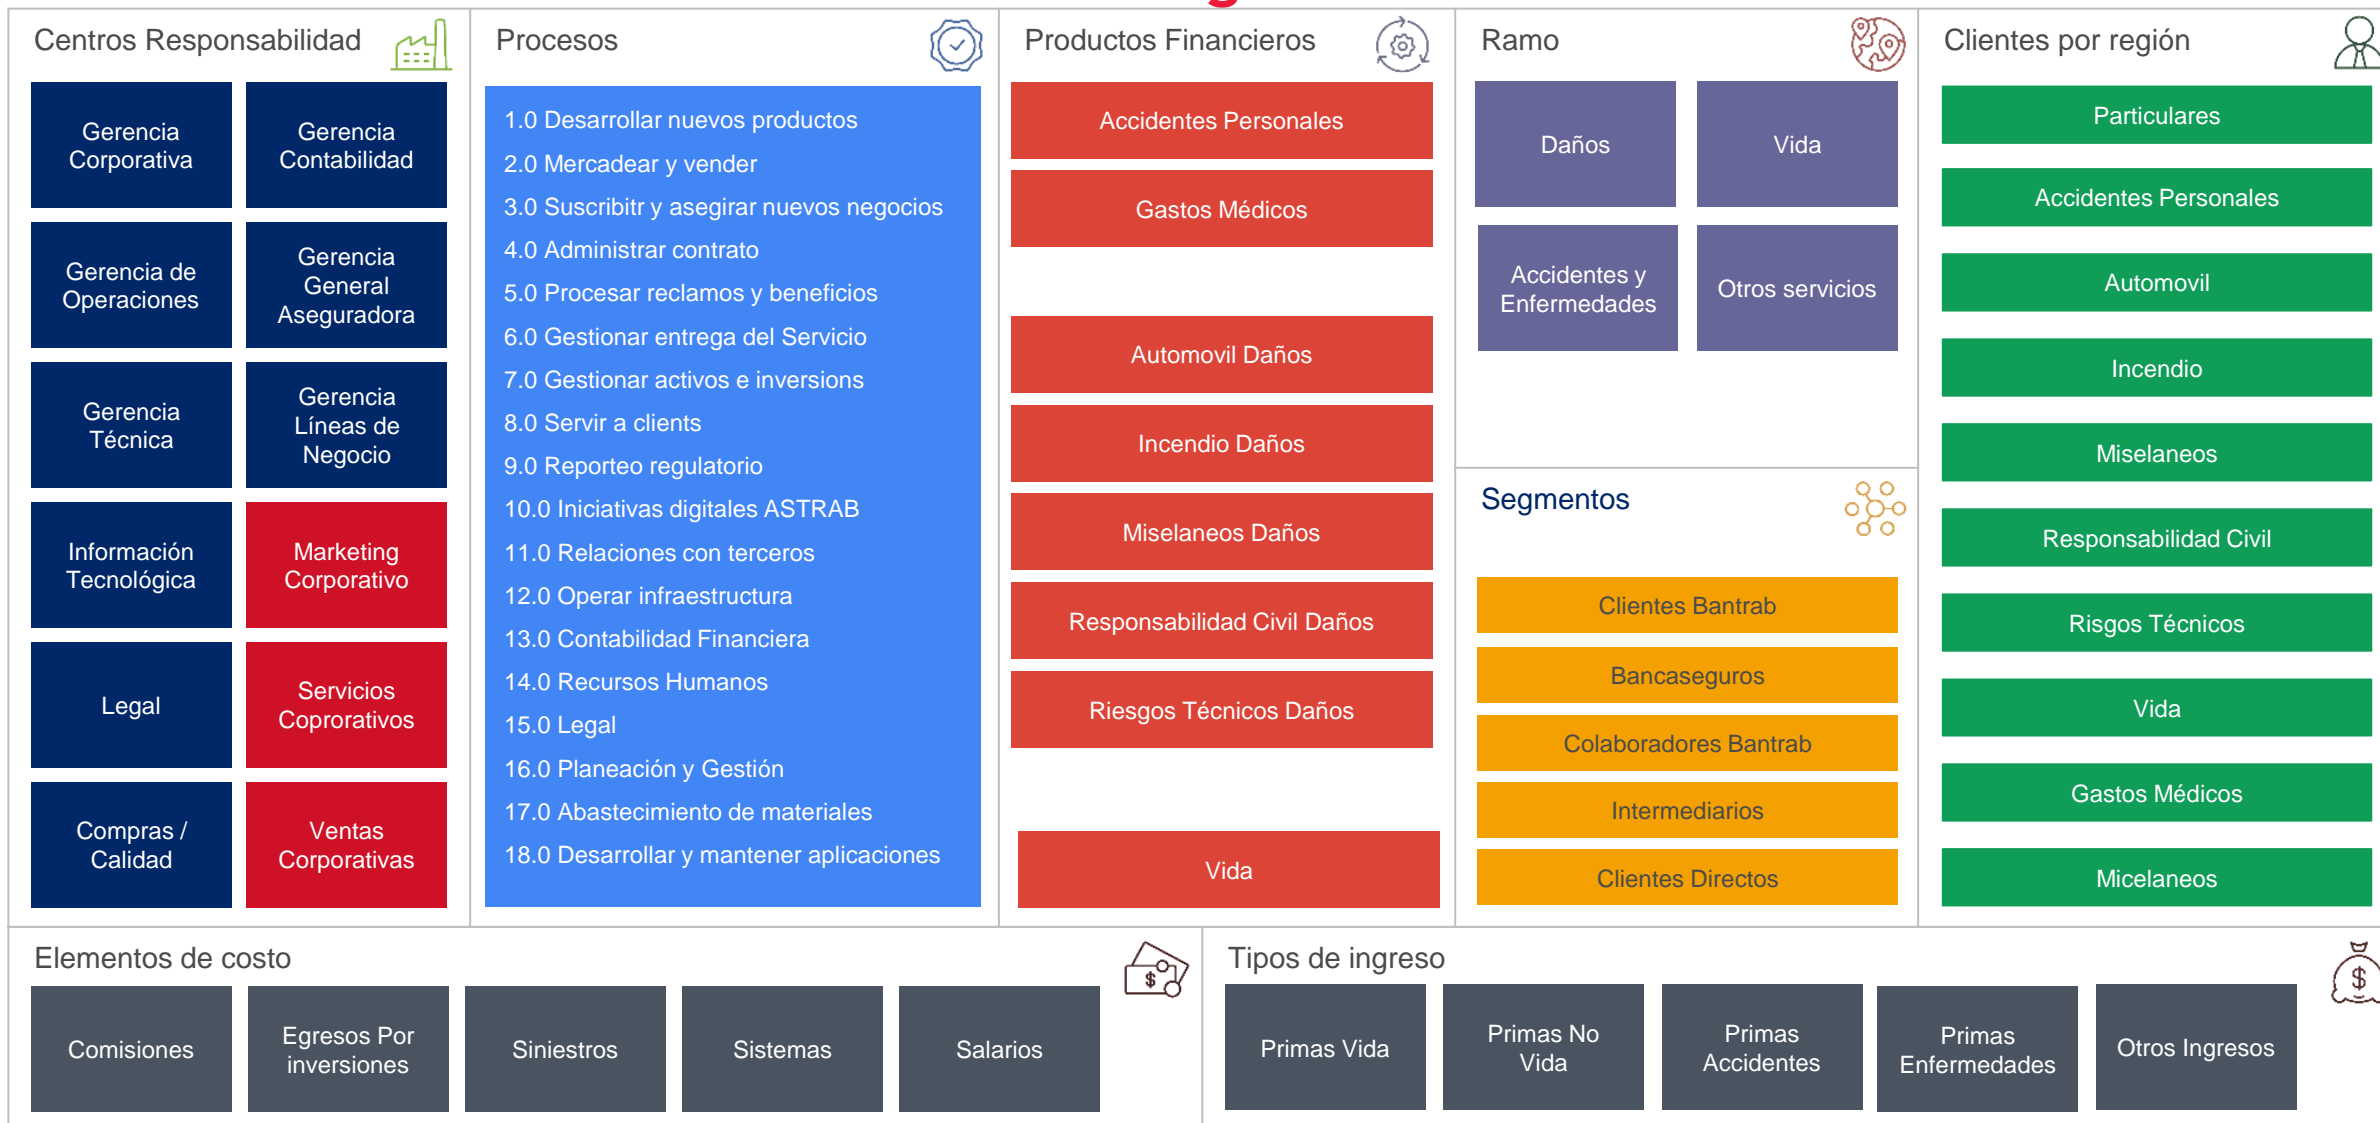 Centros Responsabilidad
Gerencia
Corporativa
Gerencia
Contabilidad
Gerencia de
Operaciones
Gerencia
General
Aseguradora
Gerencia
Técnica
Gerencia
Líneas de
Negocio
Información
Tecnológica
Marketing
Corporativo
Legal
Servicios
Coprorativos
Compras /
Calidad
Ventas
Corporativas
Procesos
1.0 Desarrollar nuevos productos
2.0 Mercadear y vender
3.0 Suscribitr y asegirar nuevos negocios
4.0 Administrar contrato
5.0 Procesar reclamos y beneficios
6.0 Gestionar entrega del Servicio
7.0 Gestionar activos e inversions
8.0 Servir a clients
9.0 Reporteo regulatorio
10.0 Iniciativas digitales ASTRAB
11.0 Relaciones con terceros
12.0 Operar infraestructura
13.0 Contabilidad Financiera
14.0 Recursos Humanos
15.0 Legal
16.0 Planeación y Gestión
17.0 Abastecimiento de materiales
18.0 Desarrollar y mantener aplicaciones
Productos Financieros
Accidentes Personales
Gastos Médicos
Automovil Daños
Incendio Daños
Miselaneos Daños
Responsabilidad Civil Daños
Riesgos Técnicos Daños
Vida
Ramo
Daños
Vida
Accidentes y
Enfermedades
Otros servicios
Segmentos
Clientes Bantrab
Bancaseguros
Colaboradores Bantrab
Intermediarios
Clientes Directos
Clientes por región
Particulares
Accidentes Personales
Automovil
Incendio
Miselaneos
Responsabilidad Civil
Risgos Técnicos
Vida
Gastos Médicos
Micelaneos
Elementos de costo
$
Comisiones
Egresos Por
inversiones
Siniestros
Sistemas
Salarios
Tipos de ingreso
$
Primas Vida
Primas No
Vida
Primas
Accidentes
Primas
Enfermedades
Otros Ingresos